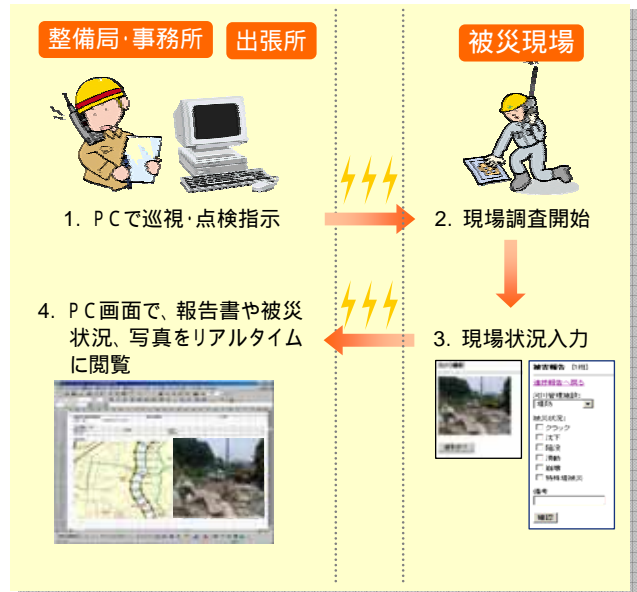 整備局・事務所
出張所
被災現場
1. PCで巡視・点検指示
2. 現場調査開始
4. PC画面で、報告書や被災
状況、写真をリアルタイム
に閲覧
3. 現場状況入力
被害報告 [1/1]
河川管理施設:
堤防
被災状況:
クラック
沈下
陥没
滑動
崩壊
特殊堤被災
備考
確認